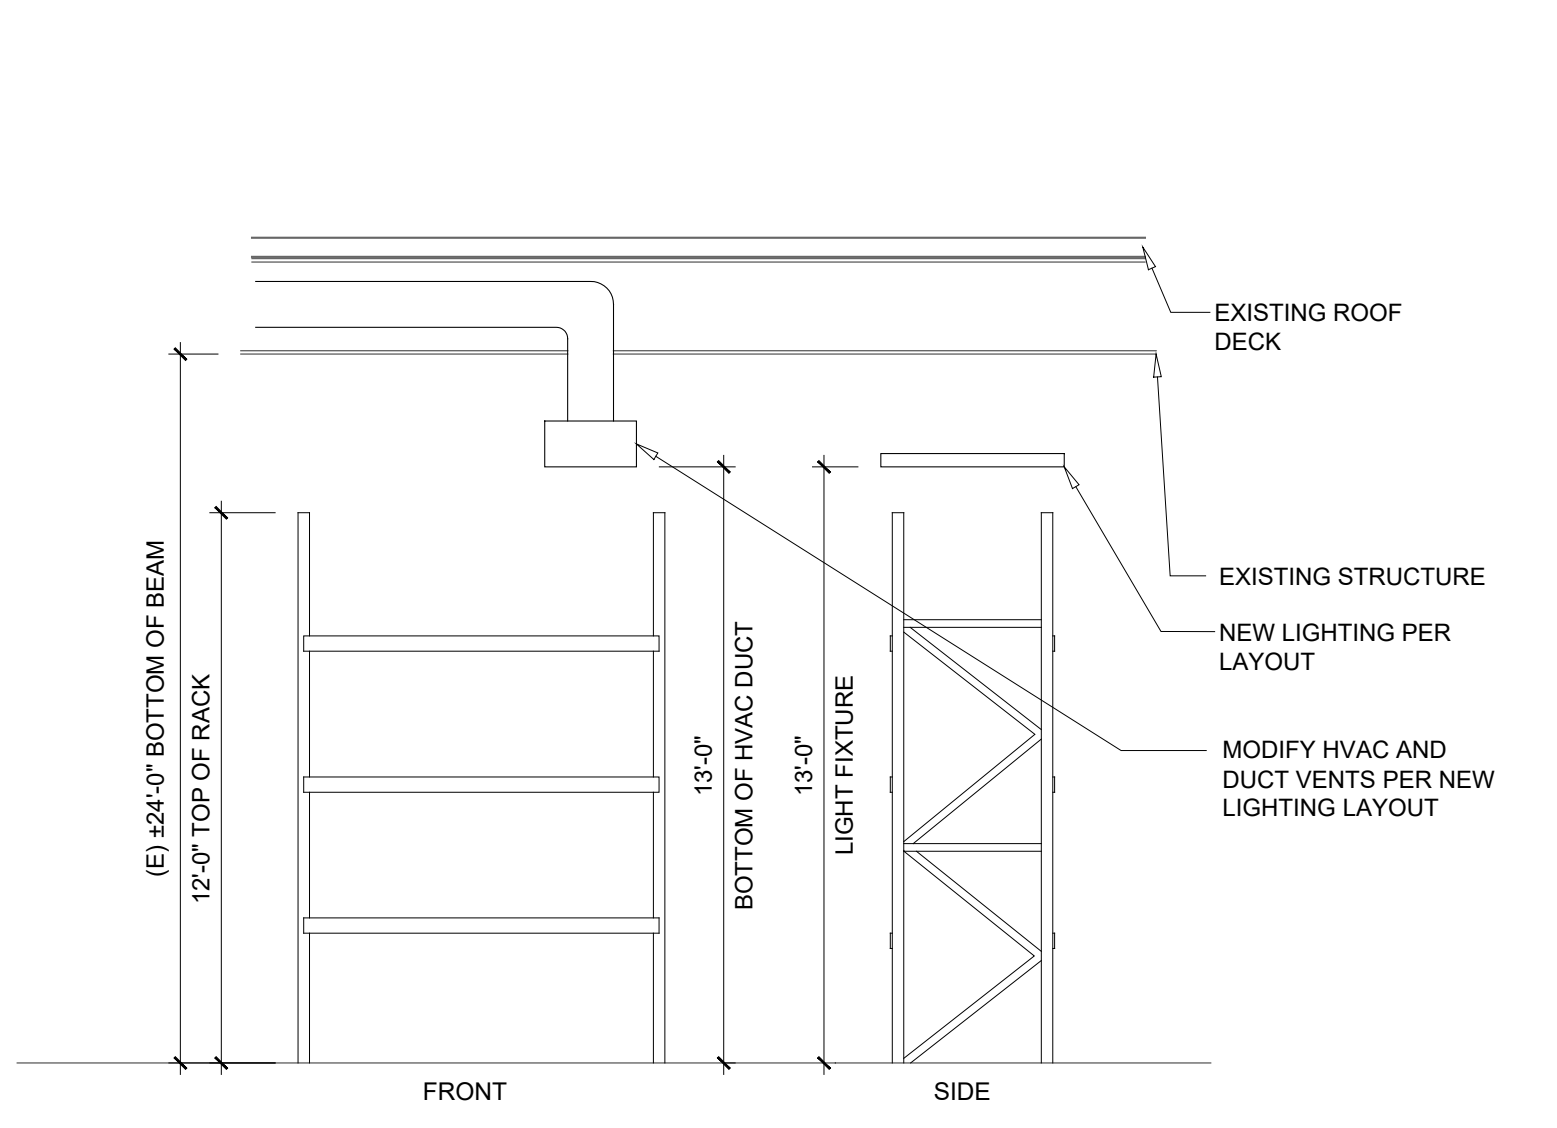 EXISTING ROOF
DECK
(E) ±24'-0" BOTTOM OF BEAM
12'-0" TOP OF RACK
13'-0"
BOTTOM OF HVAC DUCT
13'-0"
LIGHT FIXTURE
EXISTING STRUCTURE
NEW LIGHTING PER
LAYOUT
MODIFY HVAC AND
DUCT VENTS PER NEW
LIGHTING LAYOUT
FRONT
SIDE